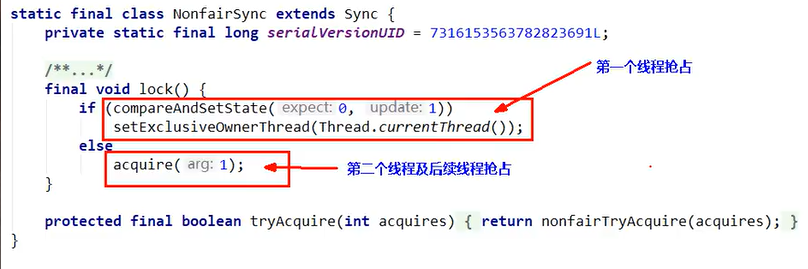 static final class NonfairSync extends Sync {
private static final long serialVersionUID = 7316153563782823691L;
/**...*/
final void lock() {
第一个线程抢占
if (compareAndSetState( expect: 0, update: 1))
setExclusiveOwnerThread(Thread.currentThread());
else
acquire( arg: 1);
第二个线程及后续线程抢占
}
protected final boolean tryAcquire(int acquires) { return nonfairTryAcquire(acquires); }
}